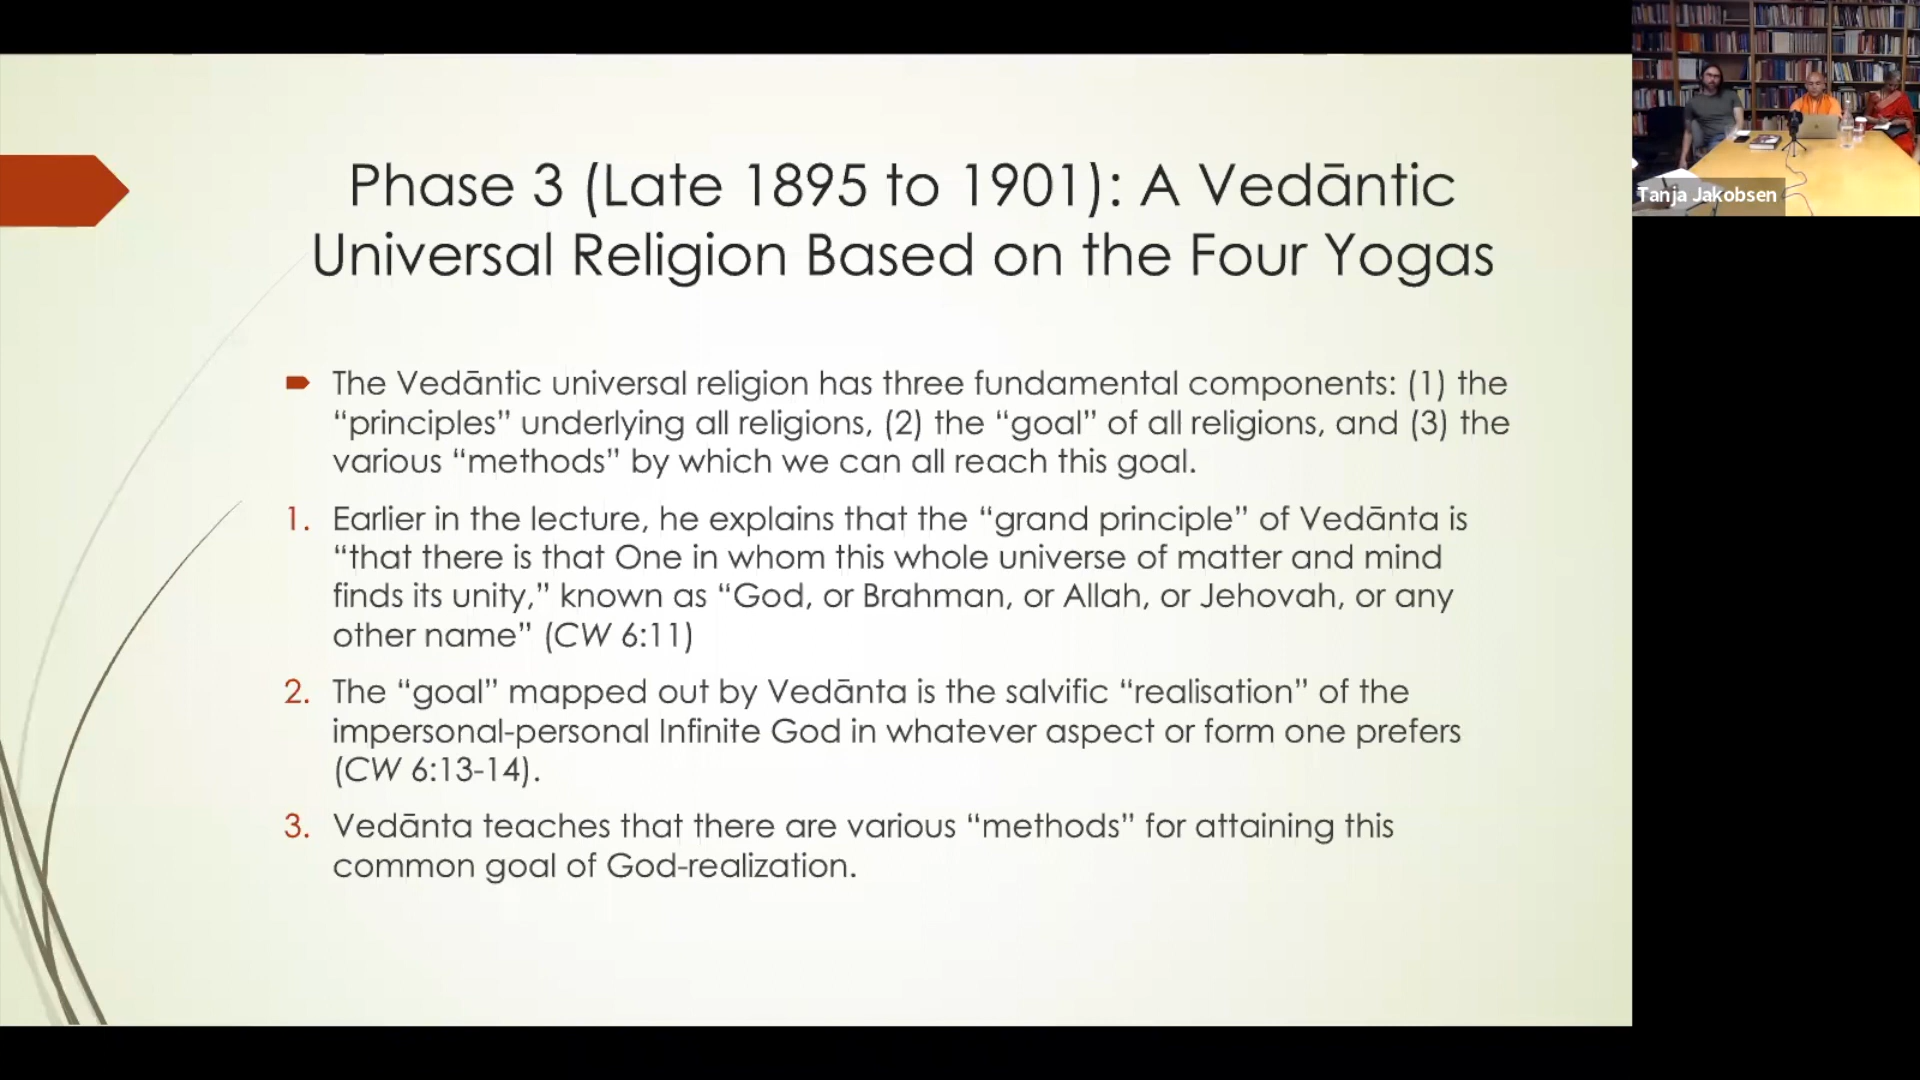 Phase 3 (Late 1895 to 1901): A Vedāntic
Universal Religion Based on the Four Yogas
The Vedāntic universal religion has three fundamental components: (1) the
“principles” underlying all religions, (2) the “goal” of all religions, and (3) the
various “methods” by which we can all reach this goal.
1. Earlier in the lecture, he explains that the “grand principle” of Vedānta is
“that there is that One in whom this whole universe of matter and mind
finds its unity,” known as “God, or Brahman, or Allah, or Jehovah, or any
other name” (CW 6:11)
2. The “goal” mapped out by Vedānta is the salvific “realisation” of the
impersonal-personal Infinite God in whatever aspect or form one prefers
(CW 6:13-14).
3. Vedānta teaches that there are various “methods” for attaining this
common goal of God-realization.
Tanja Jakobsen